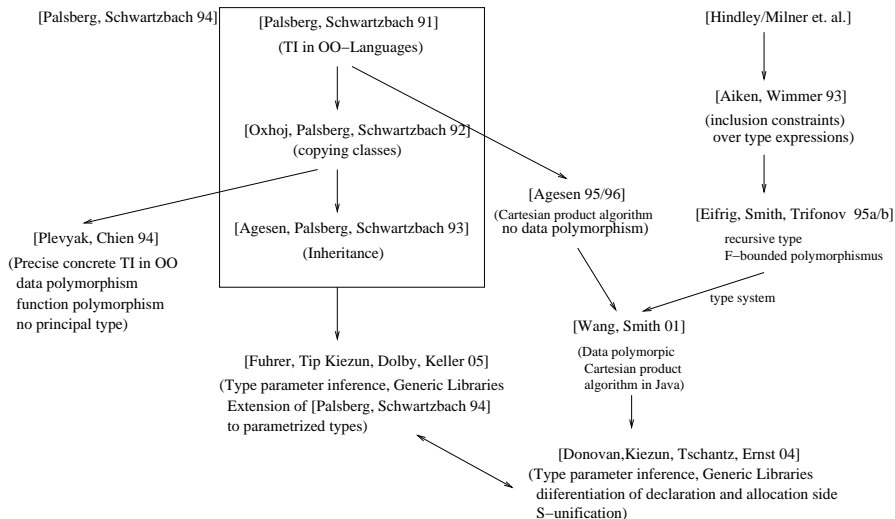 [Palsberg, Schwartzbach 94]
[Palsberg, Schwartzbach 91]
(TI in OO−Languages)
[Hindley/Milner et. al.]
[Aiken, Wimmer 93]
(inclusion constraints)
over type expressions)
[Oxhoj, Palsberg, Schwartzbach 92]
(copying classes)
[Agesen 95/96]
(Cartesian product algorithm
no data polymorphism)
[Eifrig, Smith, Trifonov 95a/b]
recursive type
F−bounded polymorphismus
[Plevyak, Chien 94]
(Precise concrete TI in OO
data polymorphism
function polymorphism
no principal type)
[Agesen, Palsberg, Schwartzbach 93]
(Inheritance)
type system
[Wang, Smith 01]
(Data polymorpic
Cartesian product
algorithm in Java)
[Fuhrer, Tip Kiezun, Dolby, Keller 05]
(Type parameter inference, Generic Libraries
Extension of [Palsberg, Schwartzbach 94]
to parametrized types)
[Donovan,Kiezun, Tschantz, Ernst 04]
(Type parameter inference, Generic Libraries
diifferentiation of declaration and allocation side
S−unification)